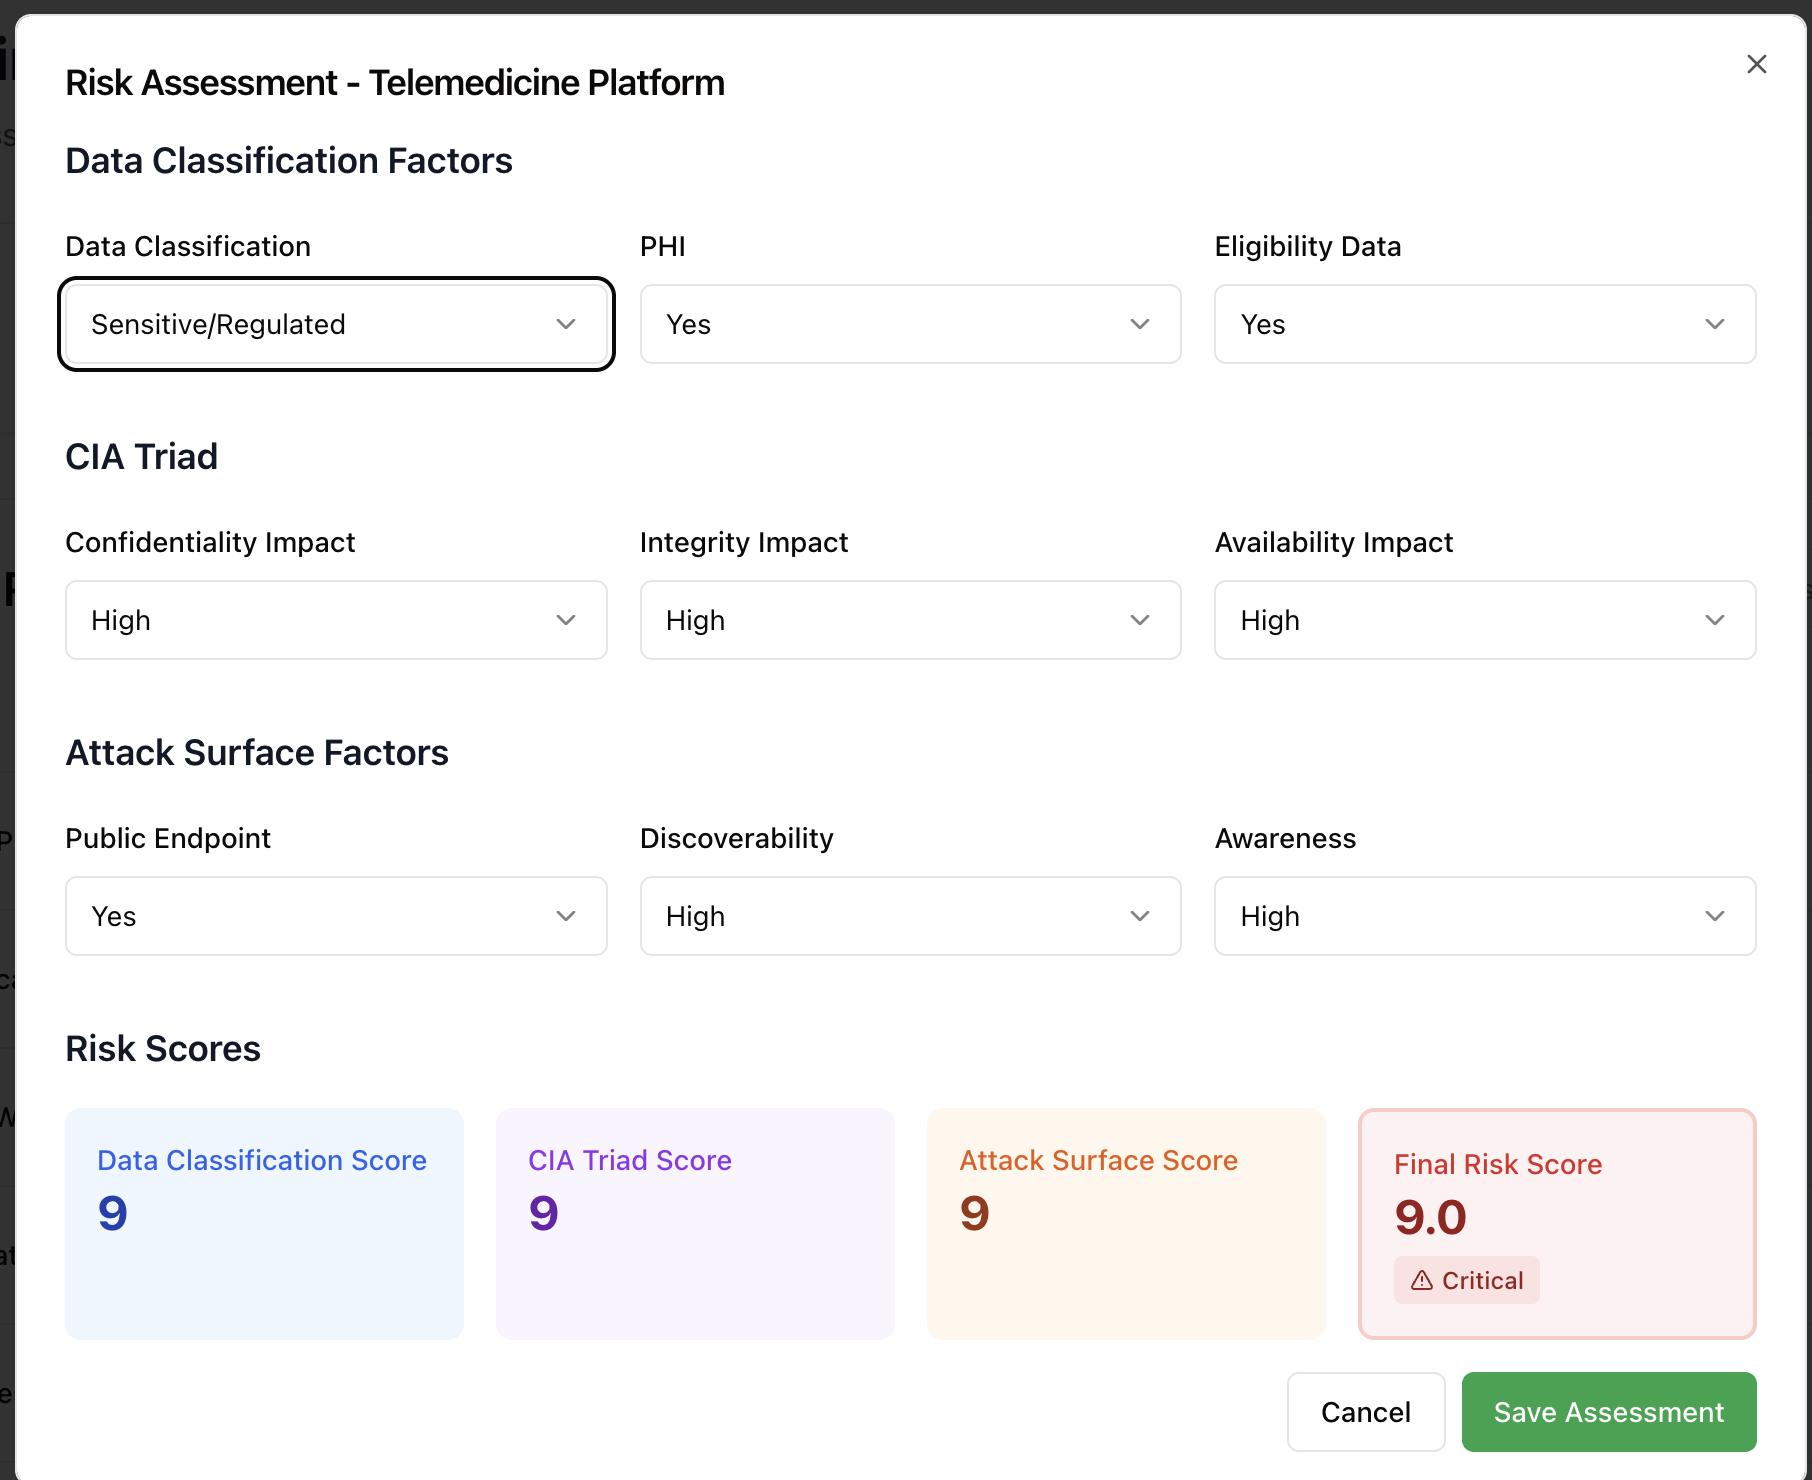 Risk Assessment - Telemedicine Platform
Data Classification Factors
Data Classification
PHI
Eligibility Data
Sensitive/Regulated
Yes
Yes
CIA Triad
Confidentiality Impact
Integrity Impact
Availability Impact
High
High
High
Attack Surface Factors
Public Endpoint
Discoverability
Awareness
Yes
High
High
Risk Scores
Data Classification Score
9
CIA Triad Score
9
Attack Surface Score
9
Final Risk Score
9.0
Critical
Cancel
Save Assessment